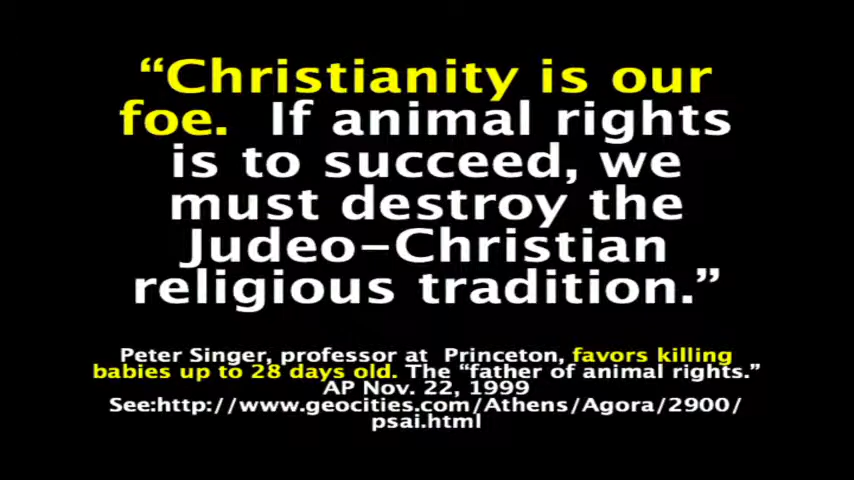 “Christianity is our
foe.  If animal rights
is to succeed, we
must destroy the
Judeo-Christian
religious tradition.”
Peter Singer, professor at  Princeton, favors killing
babies up to 28 days old. The “father of animal rights.”
AP Nov. 22, 1999
See:http://www.geocities.com/Athens/Agora/2900/
psai.html